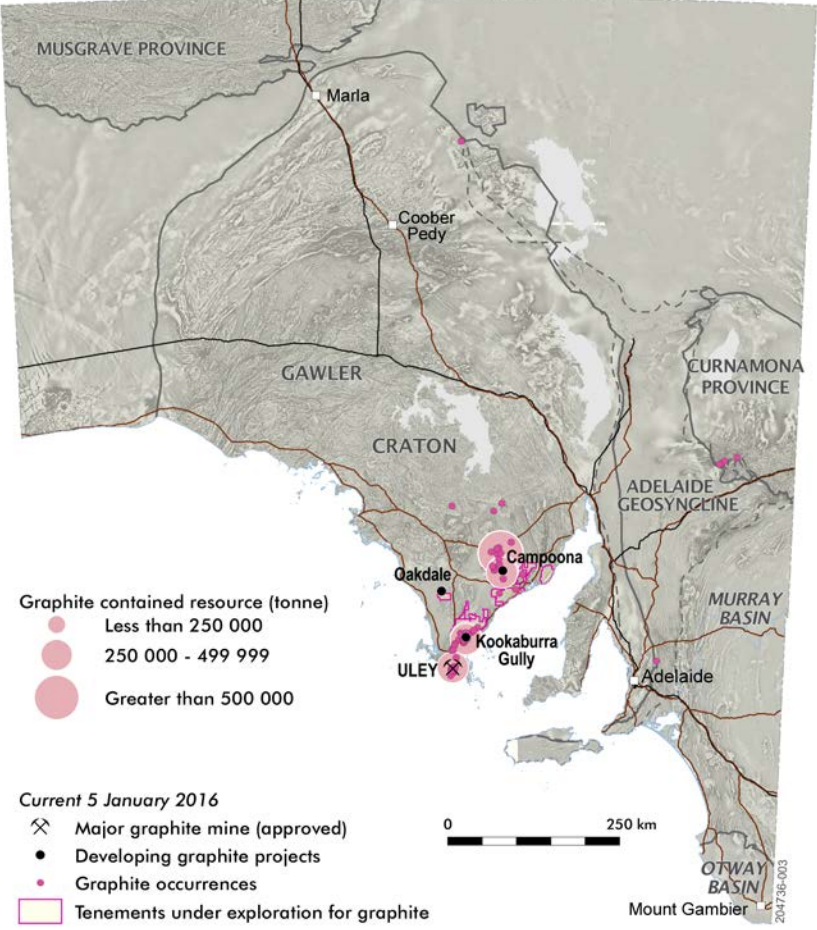 MUSGRAVE PROVINCE
Marla
Coober
Pedy
GAWLER
CURNAMONA
PROVINCE
CRATON
ADELAIDE
GEOSYNCLINE
Campoona
Oakdale
Graphite contained resource (tonne)
Less than 250 000
250 000 - 499 999
Greater than 500 000
MURRAY
BASIN
Kookaburra
Gully
ULEY
Adelaide
Current 5 January 2016
Major graphite mine (approved)
Developing graphite projects
Graphite occurrences
Tenements under exploration for graphite
0 250 km
OTWAY
BASIN
Mount Gambier
204736-003